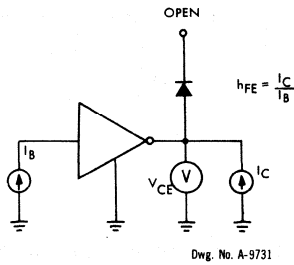 OPEN
hFE = IC
IB
IB
VCE
V
IC
Dwg. No. A-9731